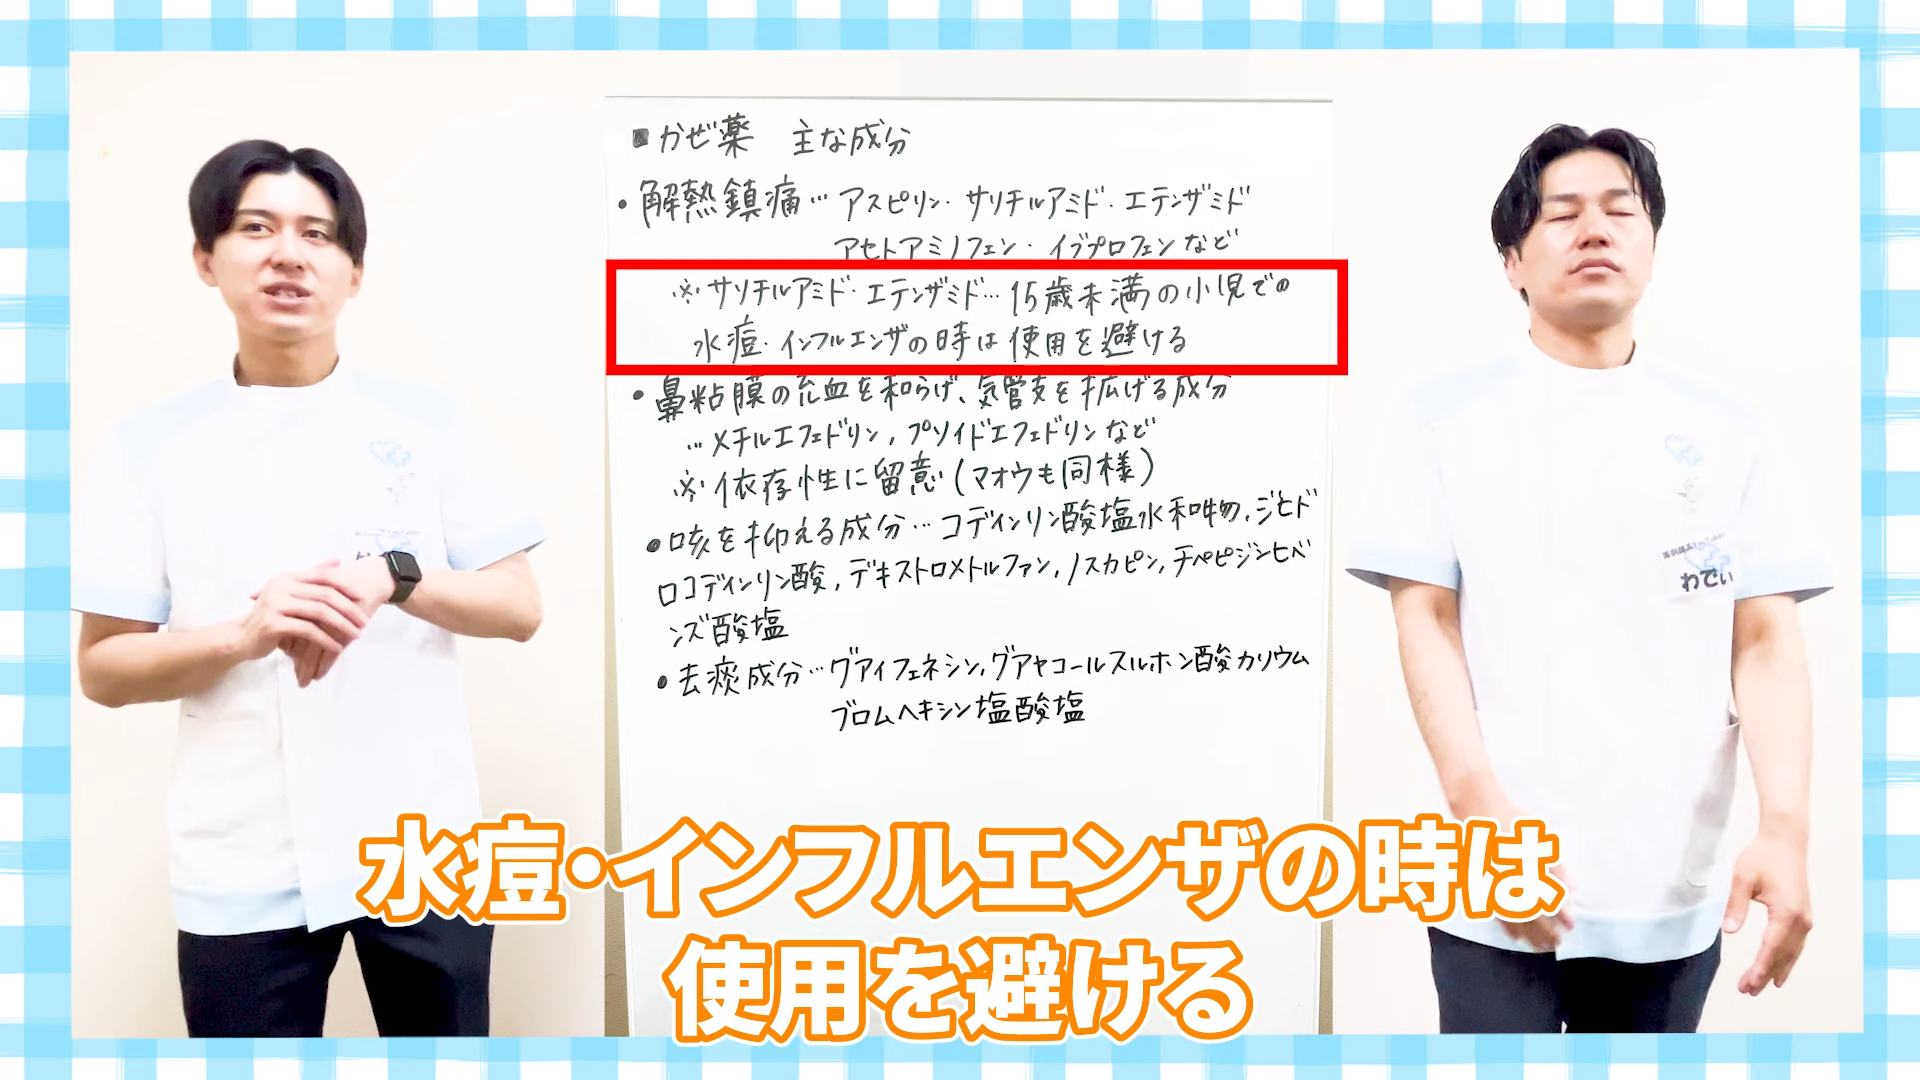 ■かぜ薬 主な成分
・解熱鎮痛…アスピリン・サリチルアミド・エテンザミド
アセトアミノフェン・イブプロフェンなど
※サリチルアミド・エテンザミド…15歳未満の小児での
水痘・インフルエンザの時は使用を避ける
・鼻粘膜の充血を和らげ、気管支を拡げる成分
…メチルエフェドリン,プソイドエフェドリンなど
※依存性に留意(マオウも同様)
・咳を抑える成分…コデインリン酸塩水和物,ジヒド
ロコデインリン酸,デキストロメトルファン,ノスカピン,チペピジンヒベ
ンズ酸塩
・去痰成分…グアイフェネシン,グアヤコールスルホン酸カリウム
ブロムヘキシン塩酸塩
わでぃ
水痘・インフルエンザの時は
使用を避ける